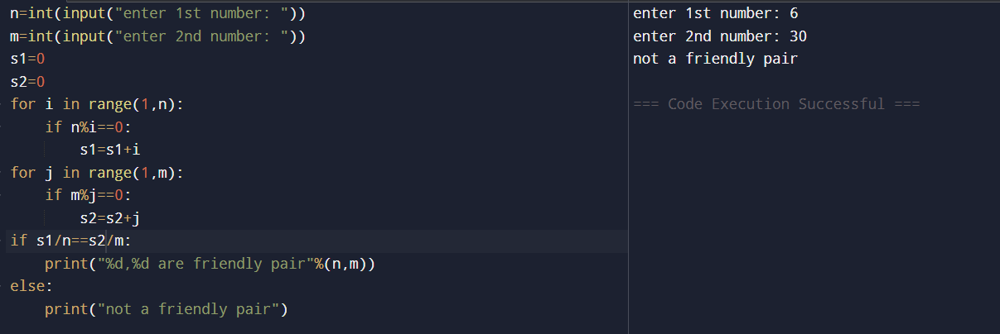 n=int(input("enter 1st number: "))
m=int(input("enter 2nd number: "))
s1=0
s2=0
for i in range(1,n):
    if n%i==0:
        s1=s1+i
for j in range(1,m):
    if m%j==0:
        s2=s2+j
if s1/n==s2/m:
    print("%d,%d are friendly pair"%(n,m))
else:
    print("not a friendly pair")
enter 1st number: 6
enter 2nd number: 30
not a friendly pair
=== Code Execution Successful ===